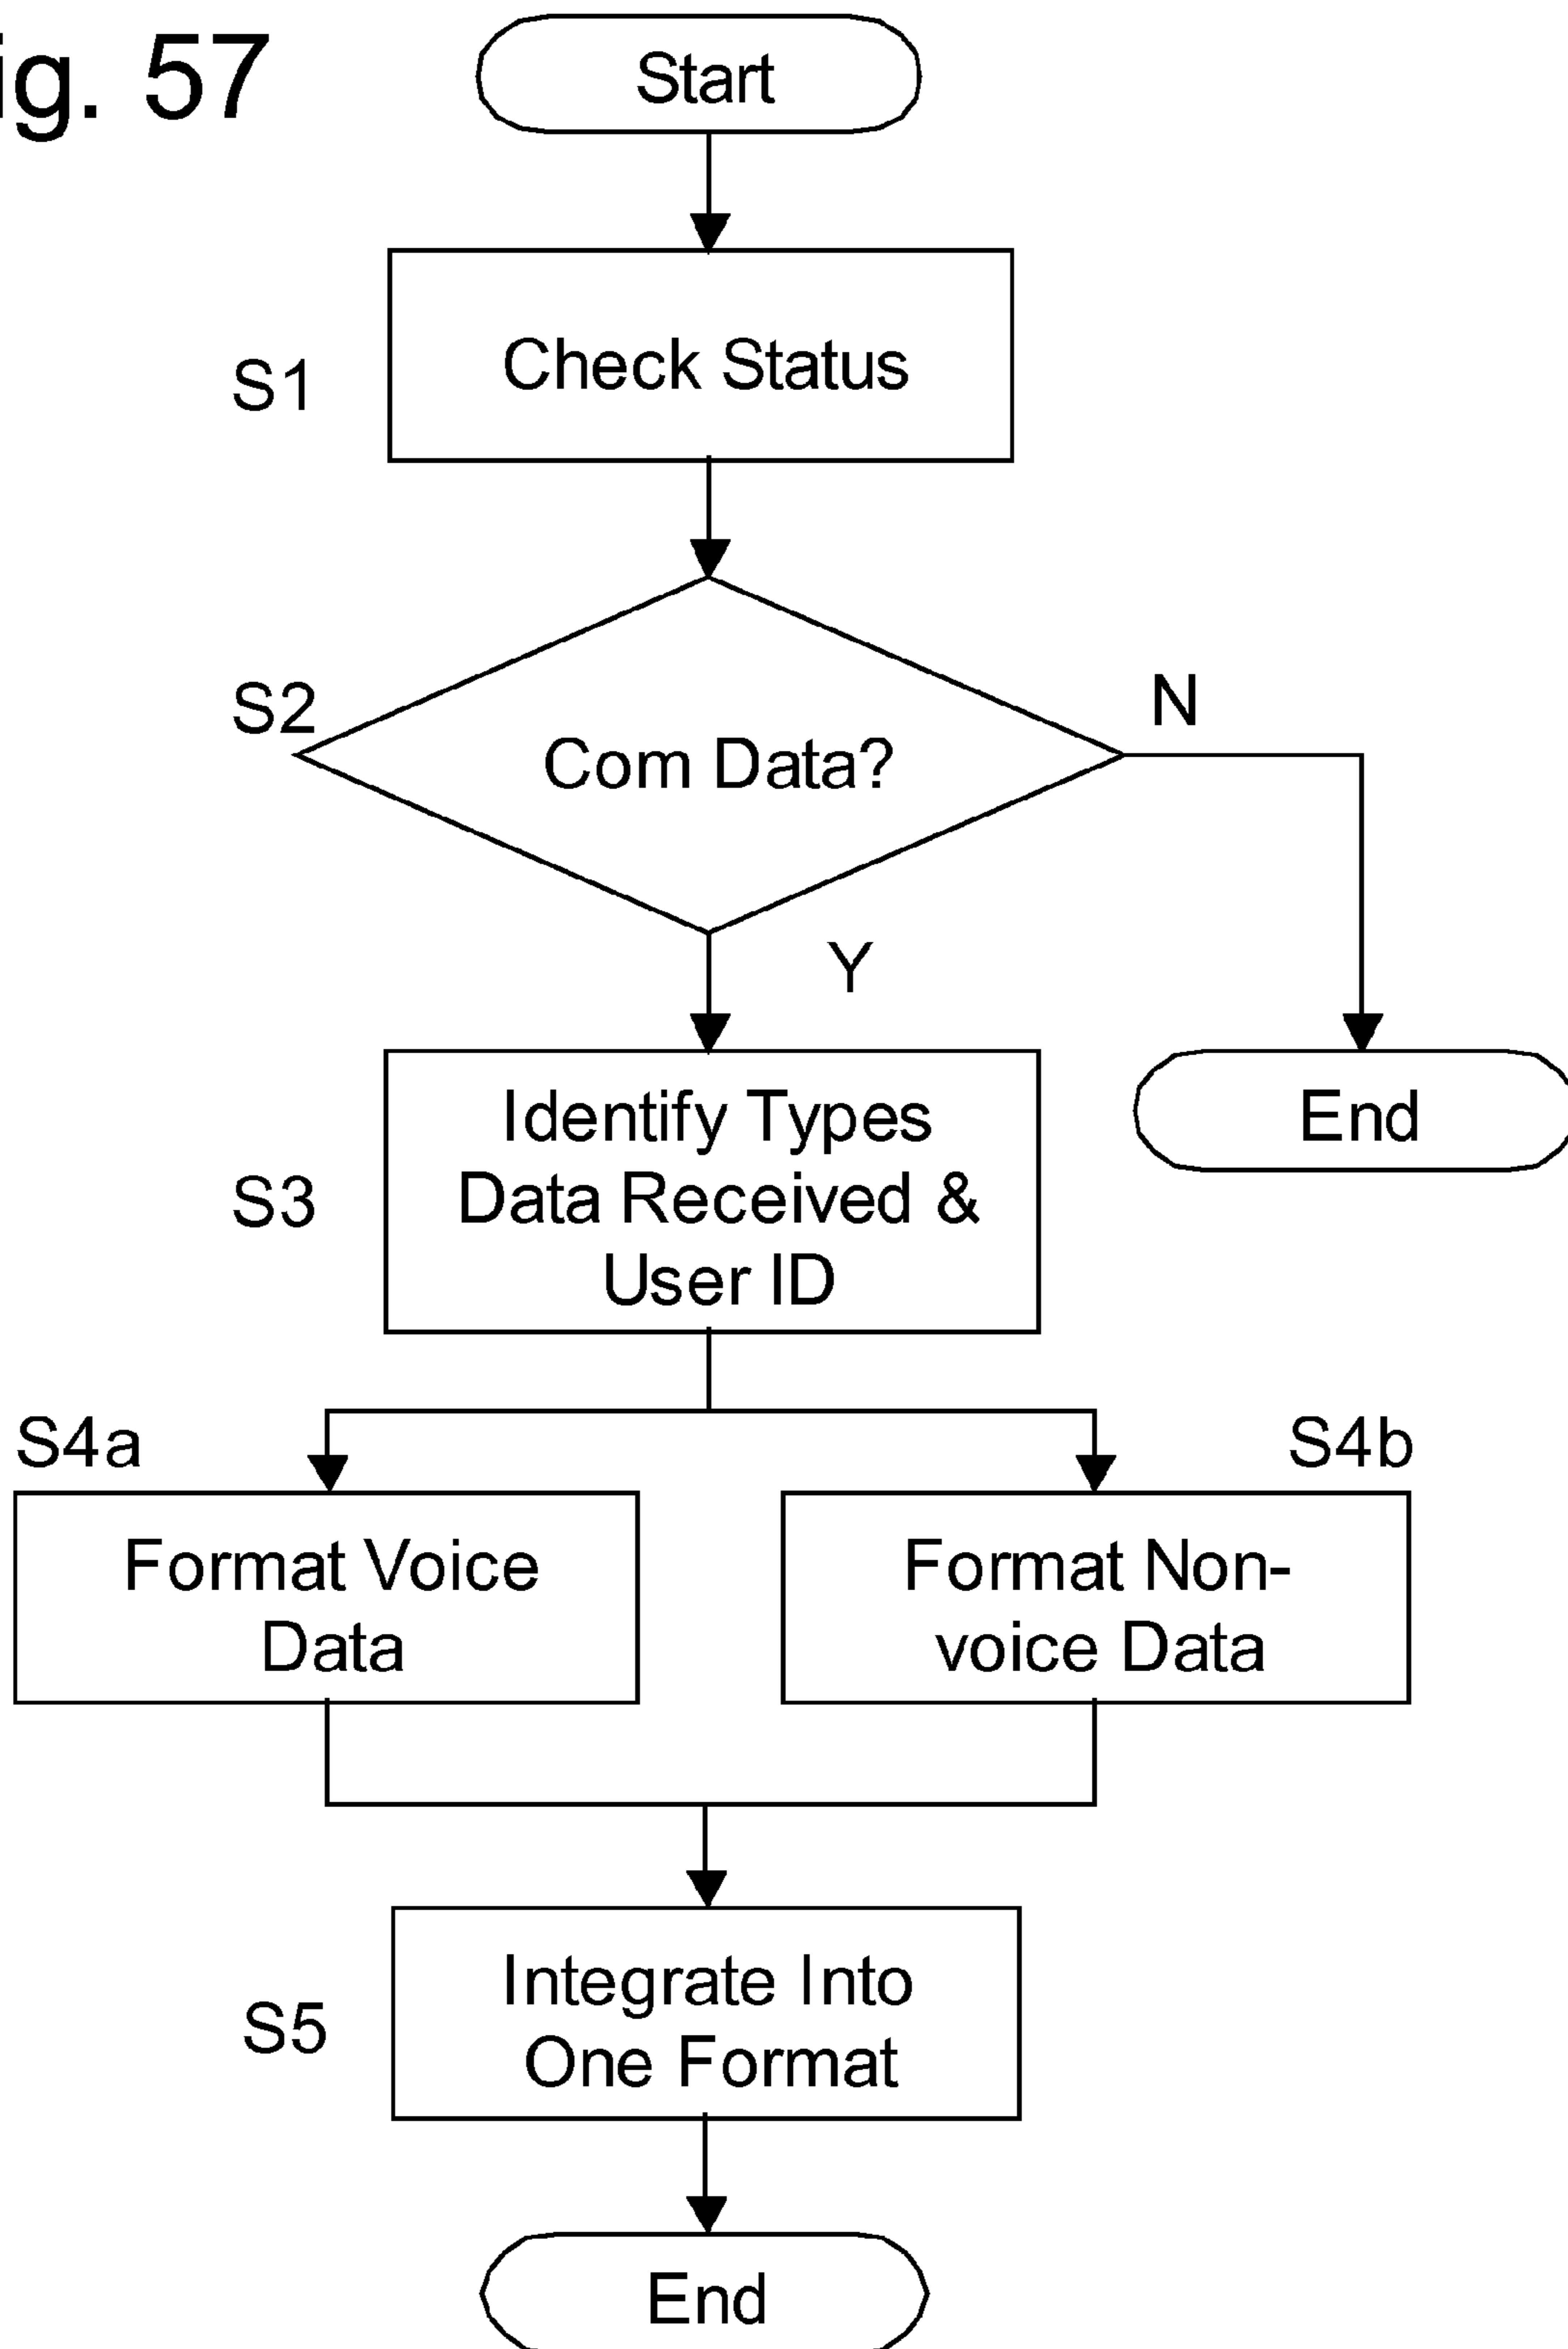 ig. 57
Start
S1
Check Status
S2
Com Data?
N
Y
S3
Identify Types
Data Received &
User ID
End
S4a
S4b
Format Voice
Data
Format Non-
voice Data
S5
Integrate Into
One Format
End